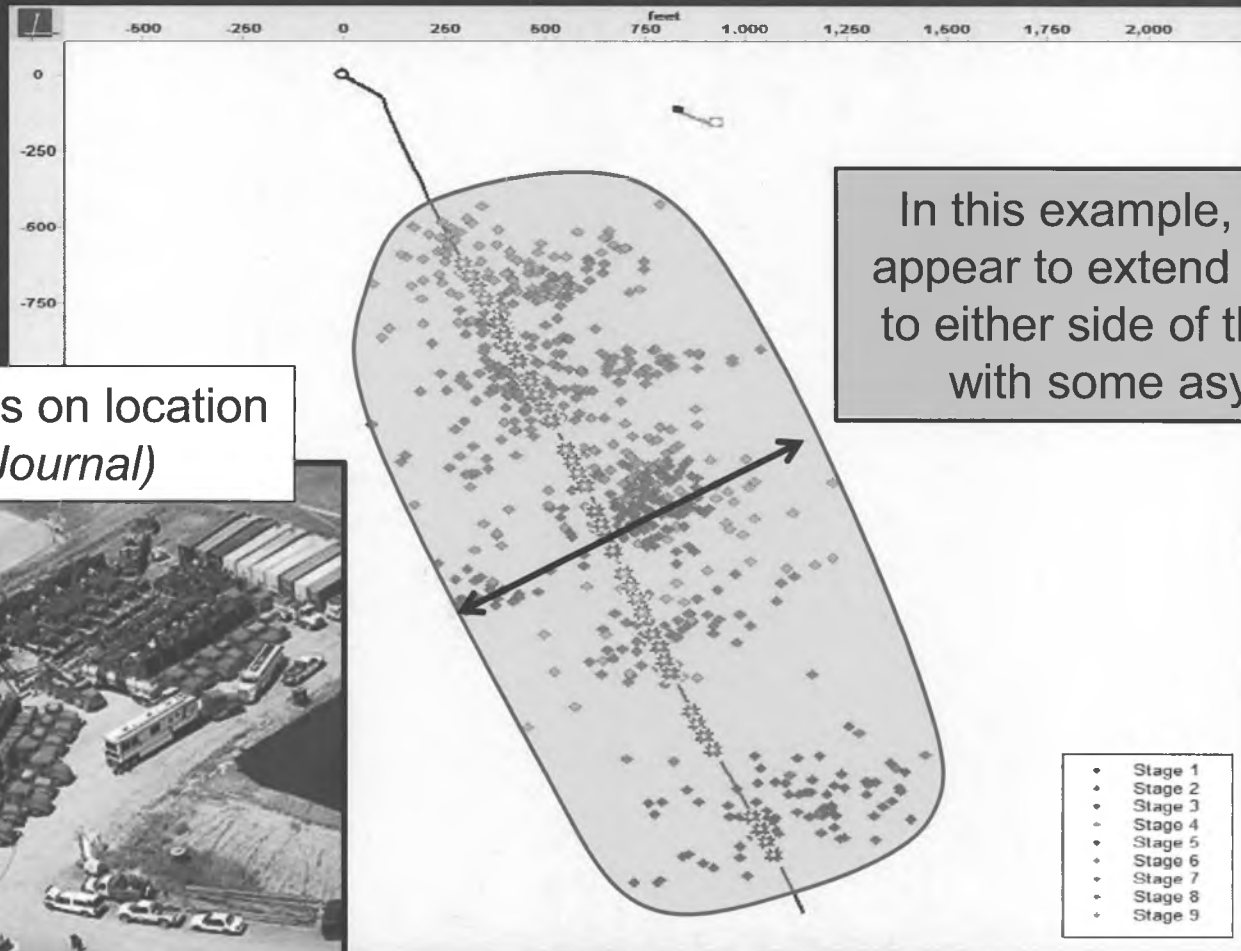 feet
-500 -250 0 250 500 750 1.000 1,250 1,500 1,750 2,000
0
-250
-500
-750
In this example,
appear to extend
to either side of th
with some asy
s on location
Journal)
Stage 1
Stage 2
Stage 3
Stage 4
Stage 5
Stage 6
Stage 7
Stage 8
Stage 9